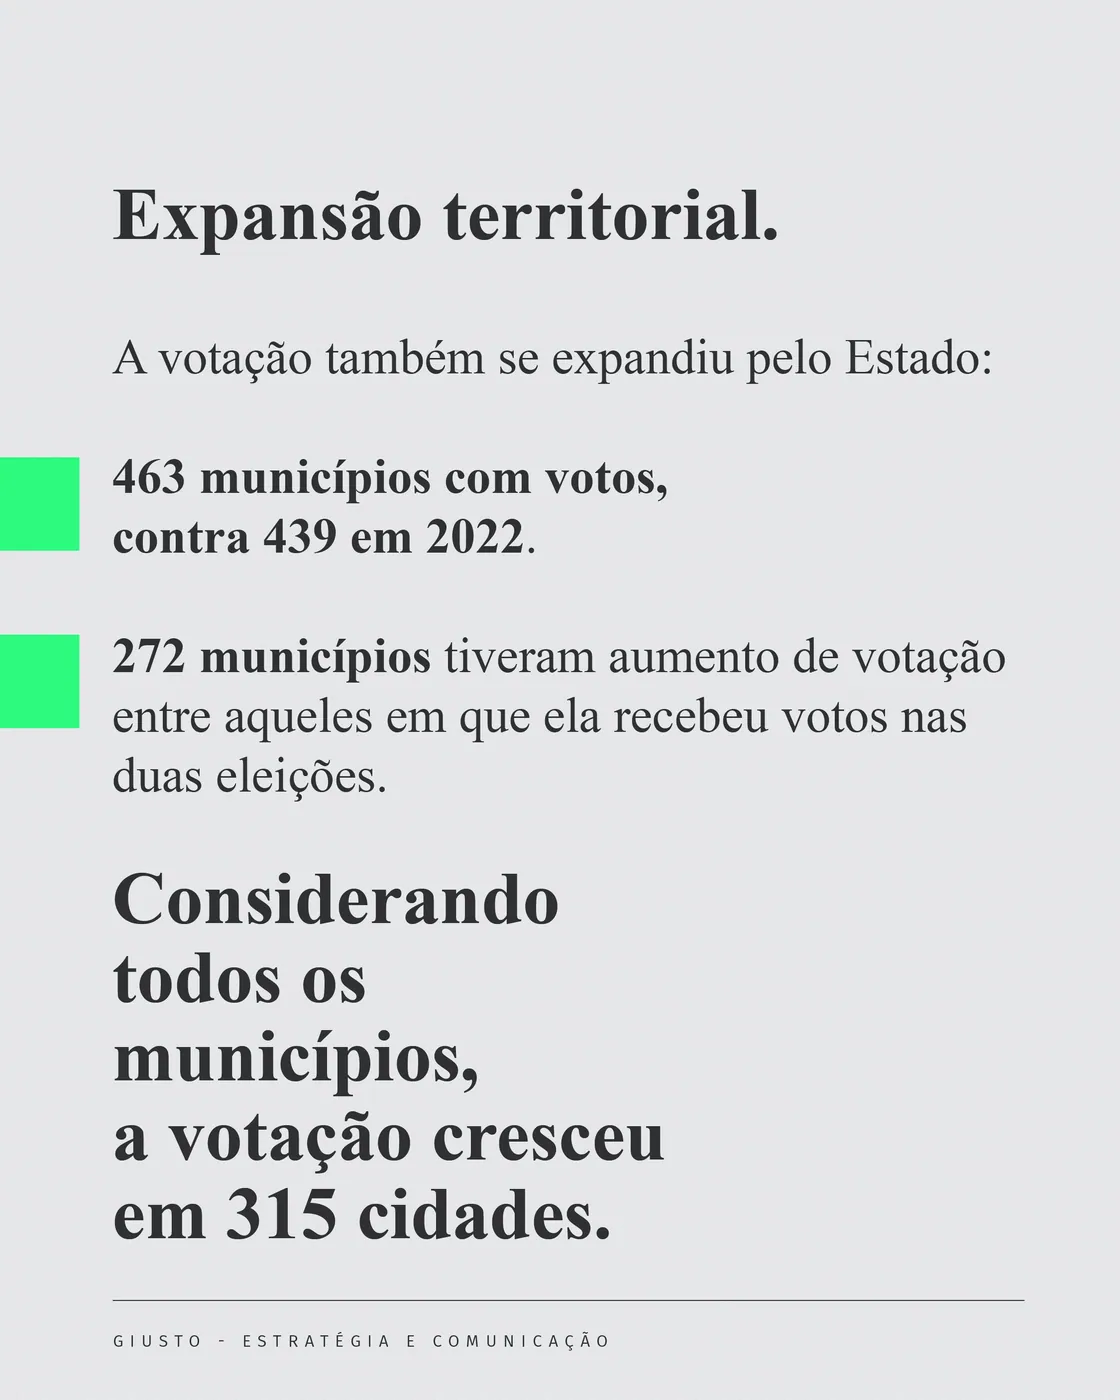 Expansão territorial.
A votação também se expandiu pelo Estado:
463 municípios com votos,
contra 439 em 2022.
272 municípios tiveram aumento de votação
entre aqueles em que ela recebeu votos nas
duas eleições.
Considerando
todos os
municípios,
a votação cresceu
em 315 cidades.
GIUSTO - ESTRATÉGIA E COMUNICAÇÃO